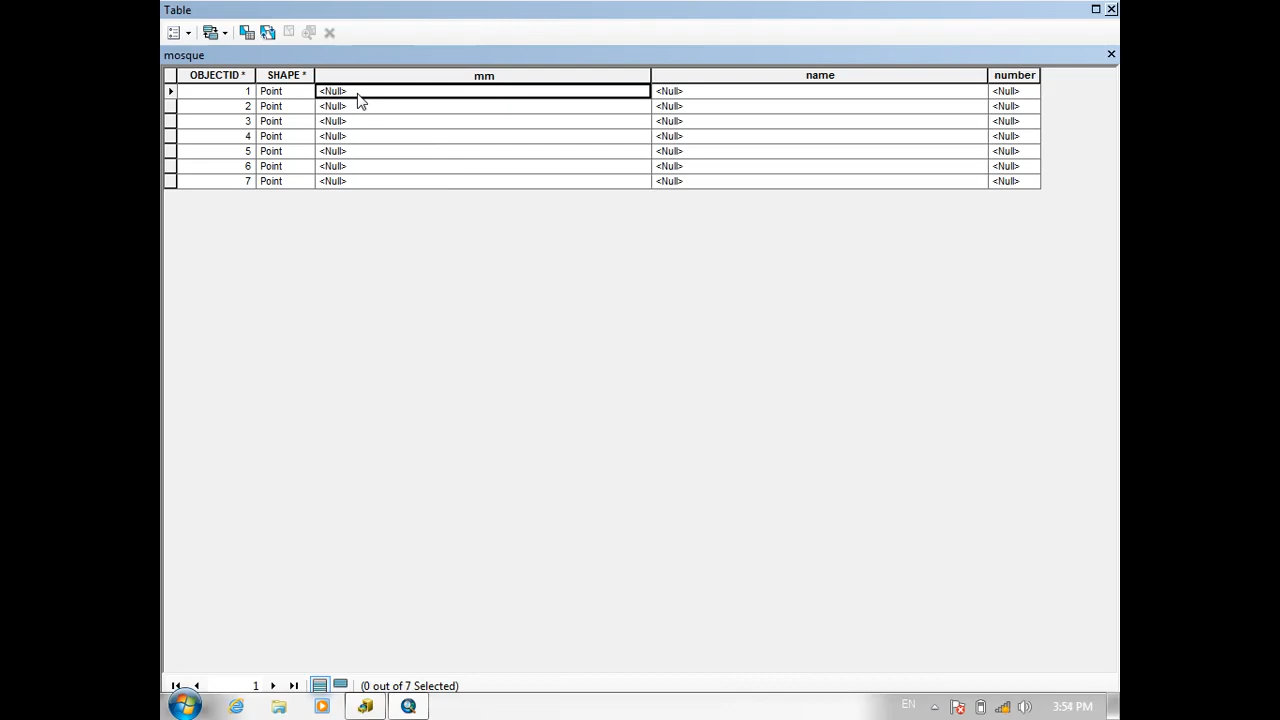 Table
mosque
OBJECTID * SHAPE * mm name number
1 Point <Null> <Null> <Null>
2 Point <Null> <Null> <Null>
3 Point <Null> <Null> <Null>
4 Point <Null> <Null> <Null>
5 Point <Null> <Null> <Null>
6 Point <Null> <Null> <Null>
7 Point <Null> <Null> <Null>
1 (0 out of 7 Selected)
EN 3:54 PM